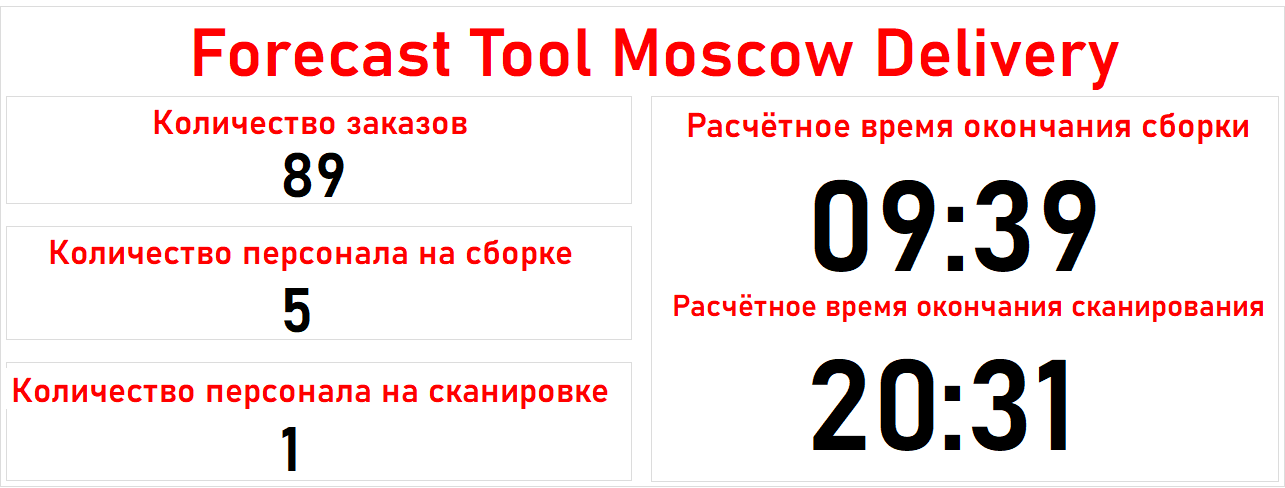 Forecast Tool Moscow Delivery
Количество заказов
89
Количество персонала на сборке
5
Количество персонала на сканировке
1
Расчётное время окончания сборки
09:39
Расчётное время окончания сканирования
20:31